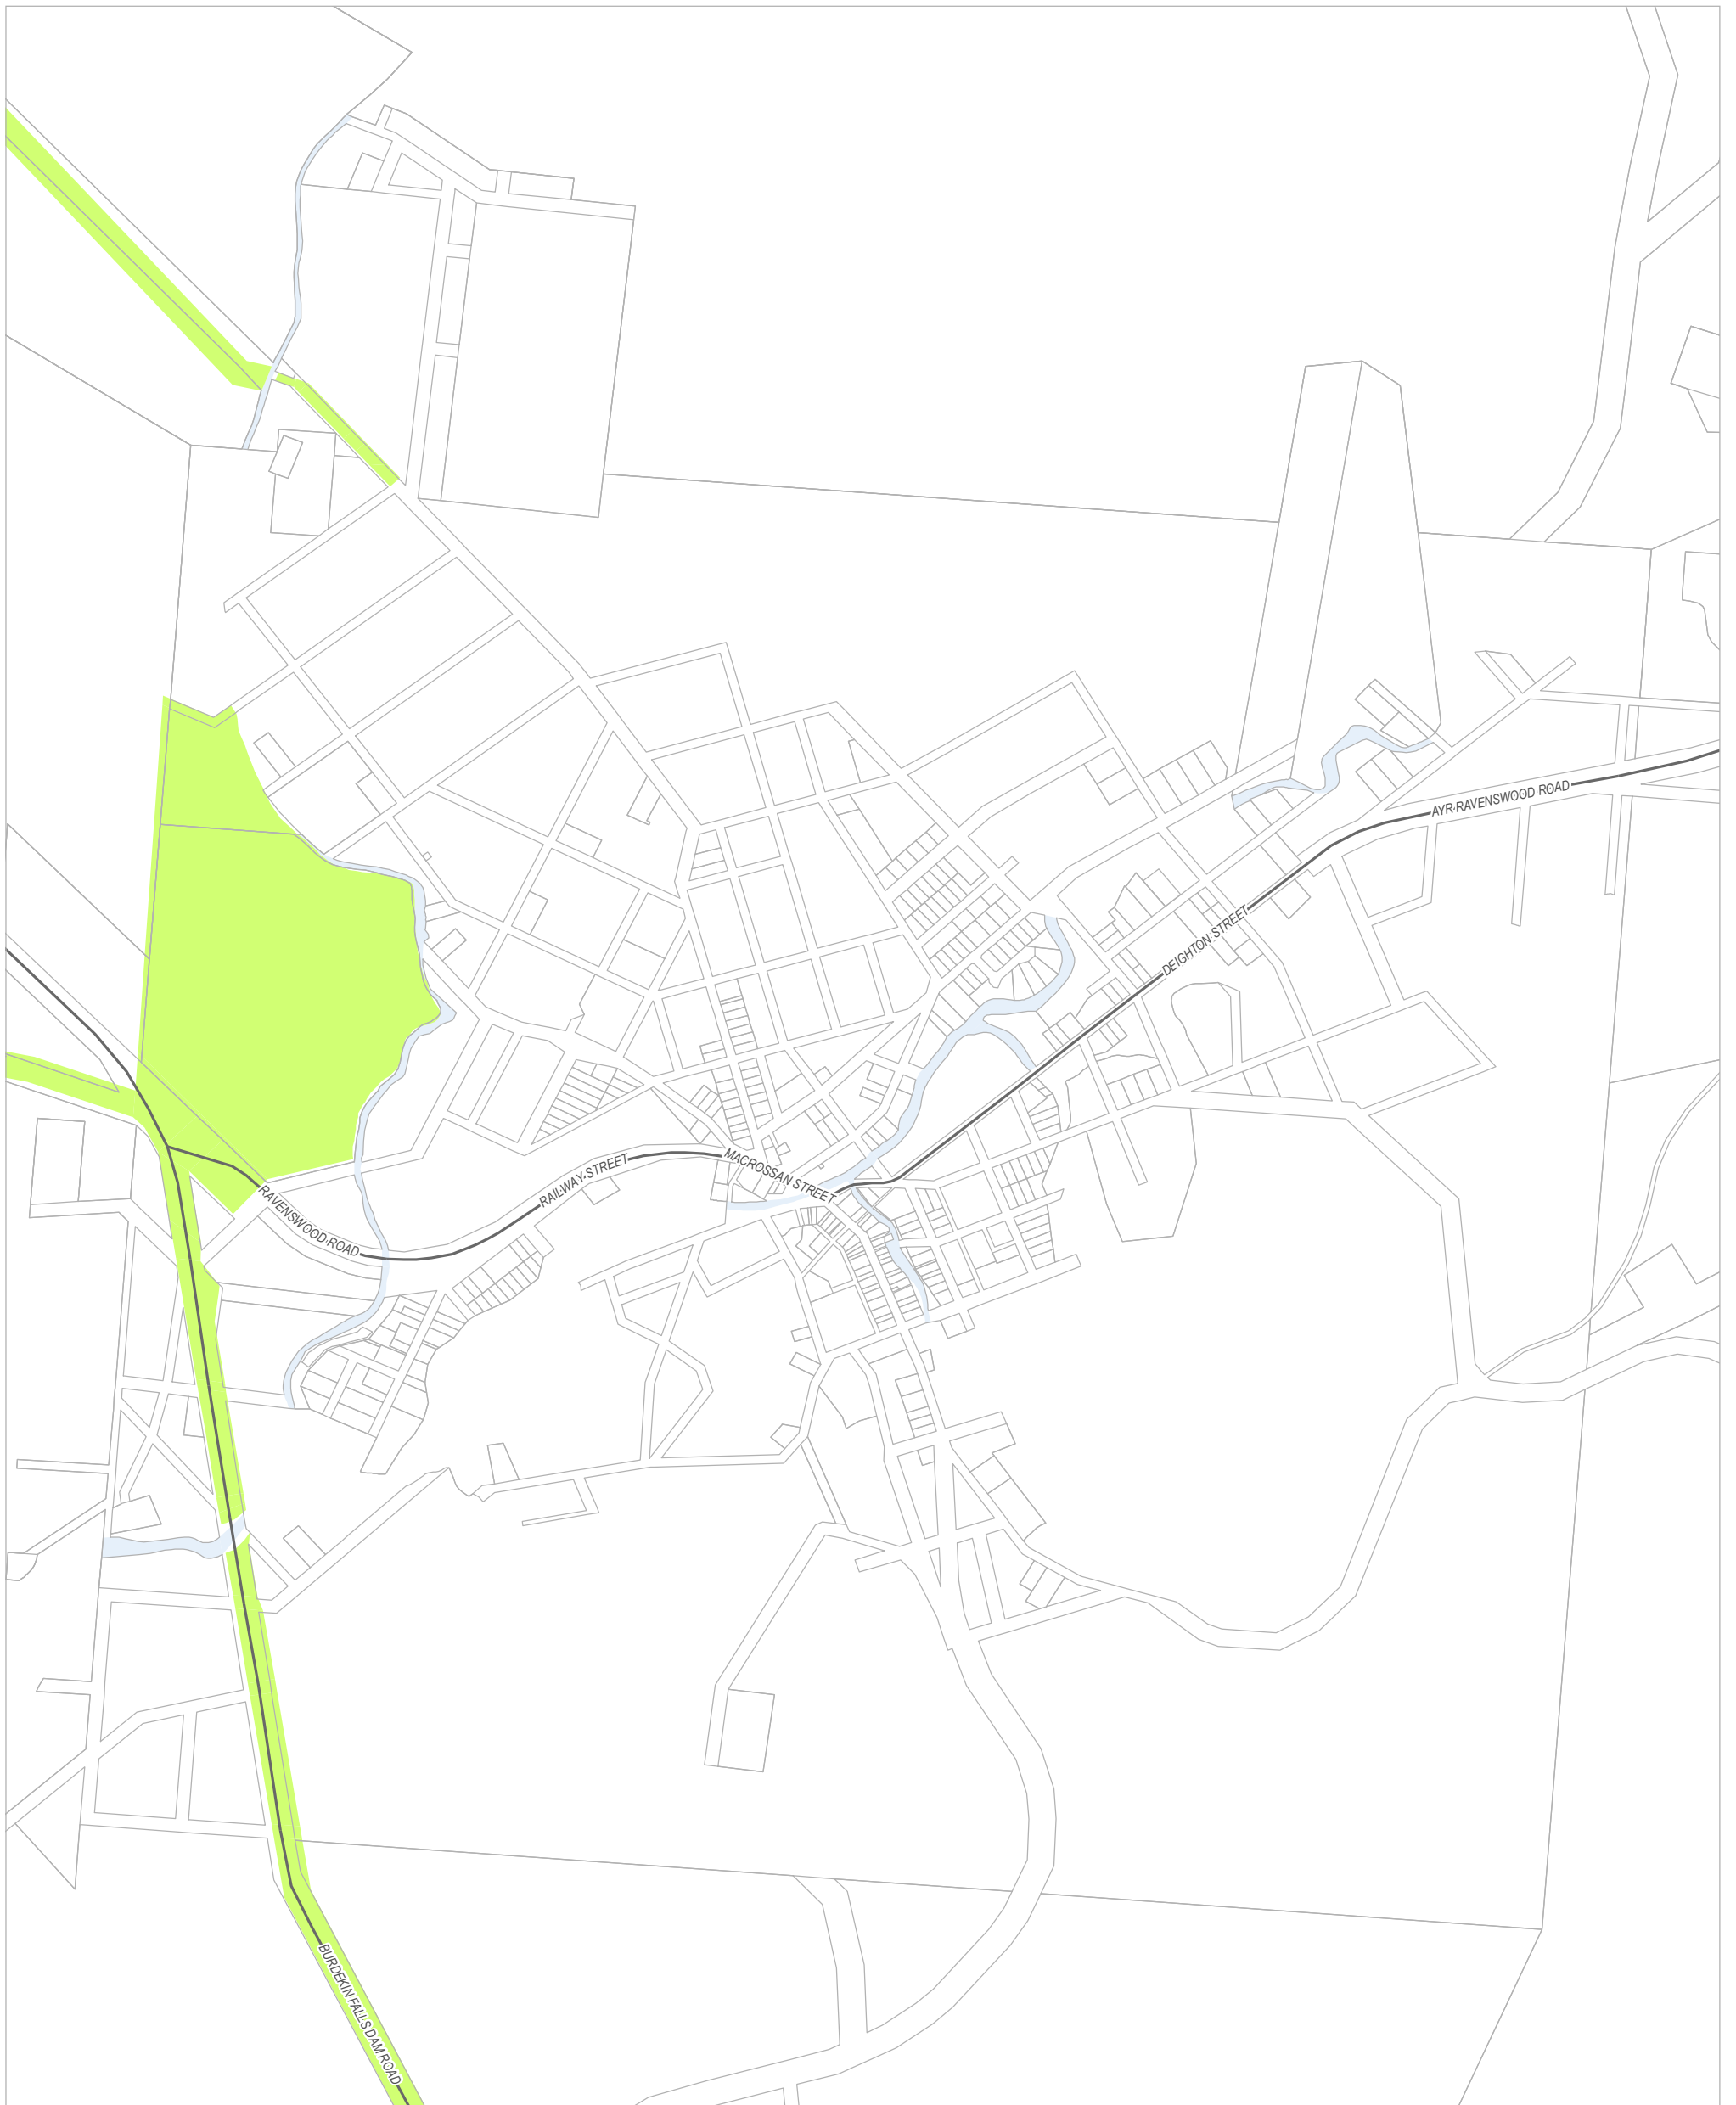 AYR RAVENSWOOD ROAD
DEIGHTON STREET
MACROSSAN STREET
RAILWAY STREET
RAVENSWOOD ROAD
BURDEKIN FALLS DAM ROAD